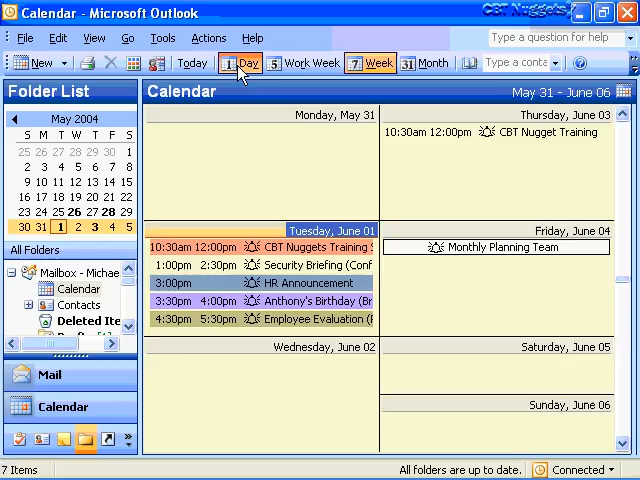 Calendar - Microsoft Outlook
CBT Nuggets
File Edit View Go Tools Actions Help Type a question for help
New Today 1 Day 5 Work Week 7 Week 31 Month Type a conta
Folder List
May 2004
S M T W T F S
25 26 27 28 29 30 1
2 3 4 5 6 7 8
9 10 11 12 13 14 15
16 17 18 19 20 21 22
23 24 25 26 27 28 29
30 31 1 2 3 4 5
All Folders
Mailbox - Michae
Calendar
Contacts
Deleted Ite
Mail
Calendar
Calendar May 31 - June 06
Monday, May 31
Tuesday, June 01
10:30am 12:00pm CBT Nuggets Training S
1:00pm 2:30pm Security Briefing (Conf
3:00pm HR Announcement
3:30pm 4:00pm Anthony's Birthday (Br
4:30pm 5:30pm Employee Evaluation (F
Wednesday, June 02
Thursday, June 03
10:30am 12:00pm CBT Nugget Training
Friday, June 04
Monthly Planning Team
Saturday, June 05
Sunday, June 06
7 Items All folders are up to date. Connected